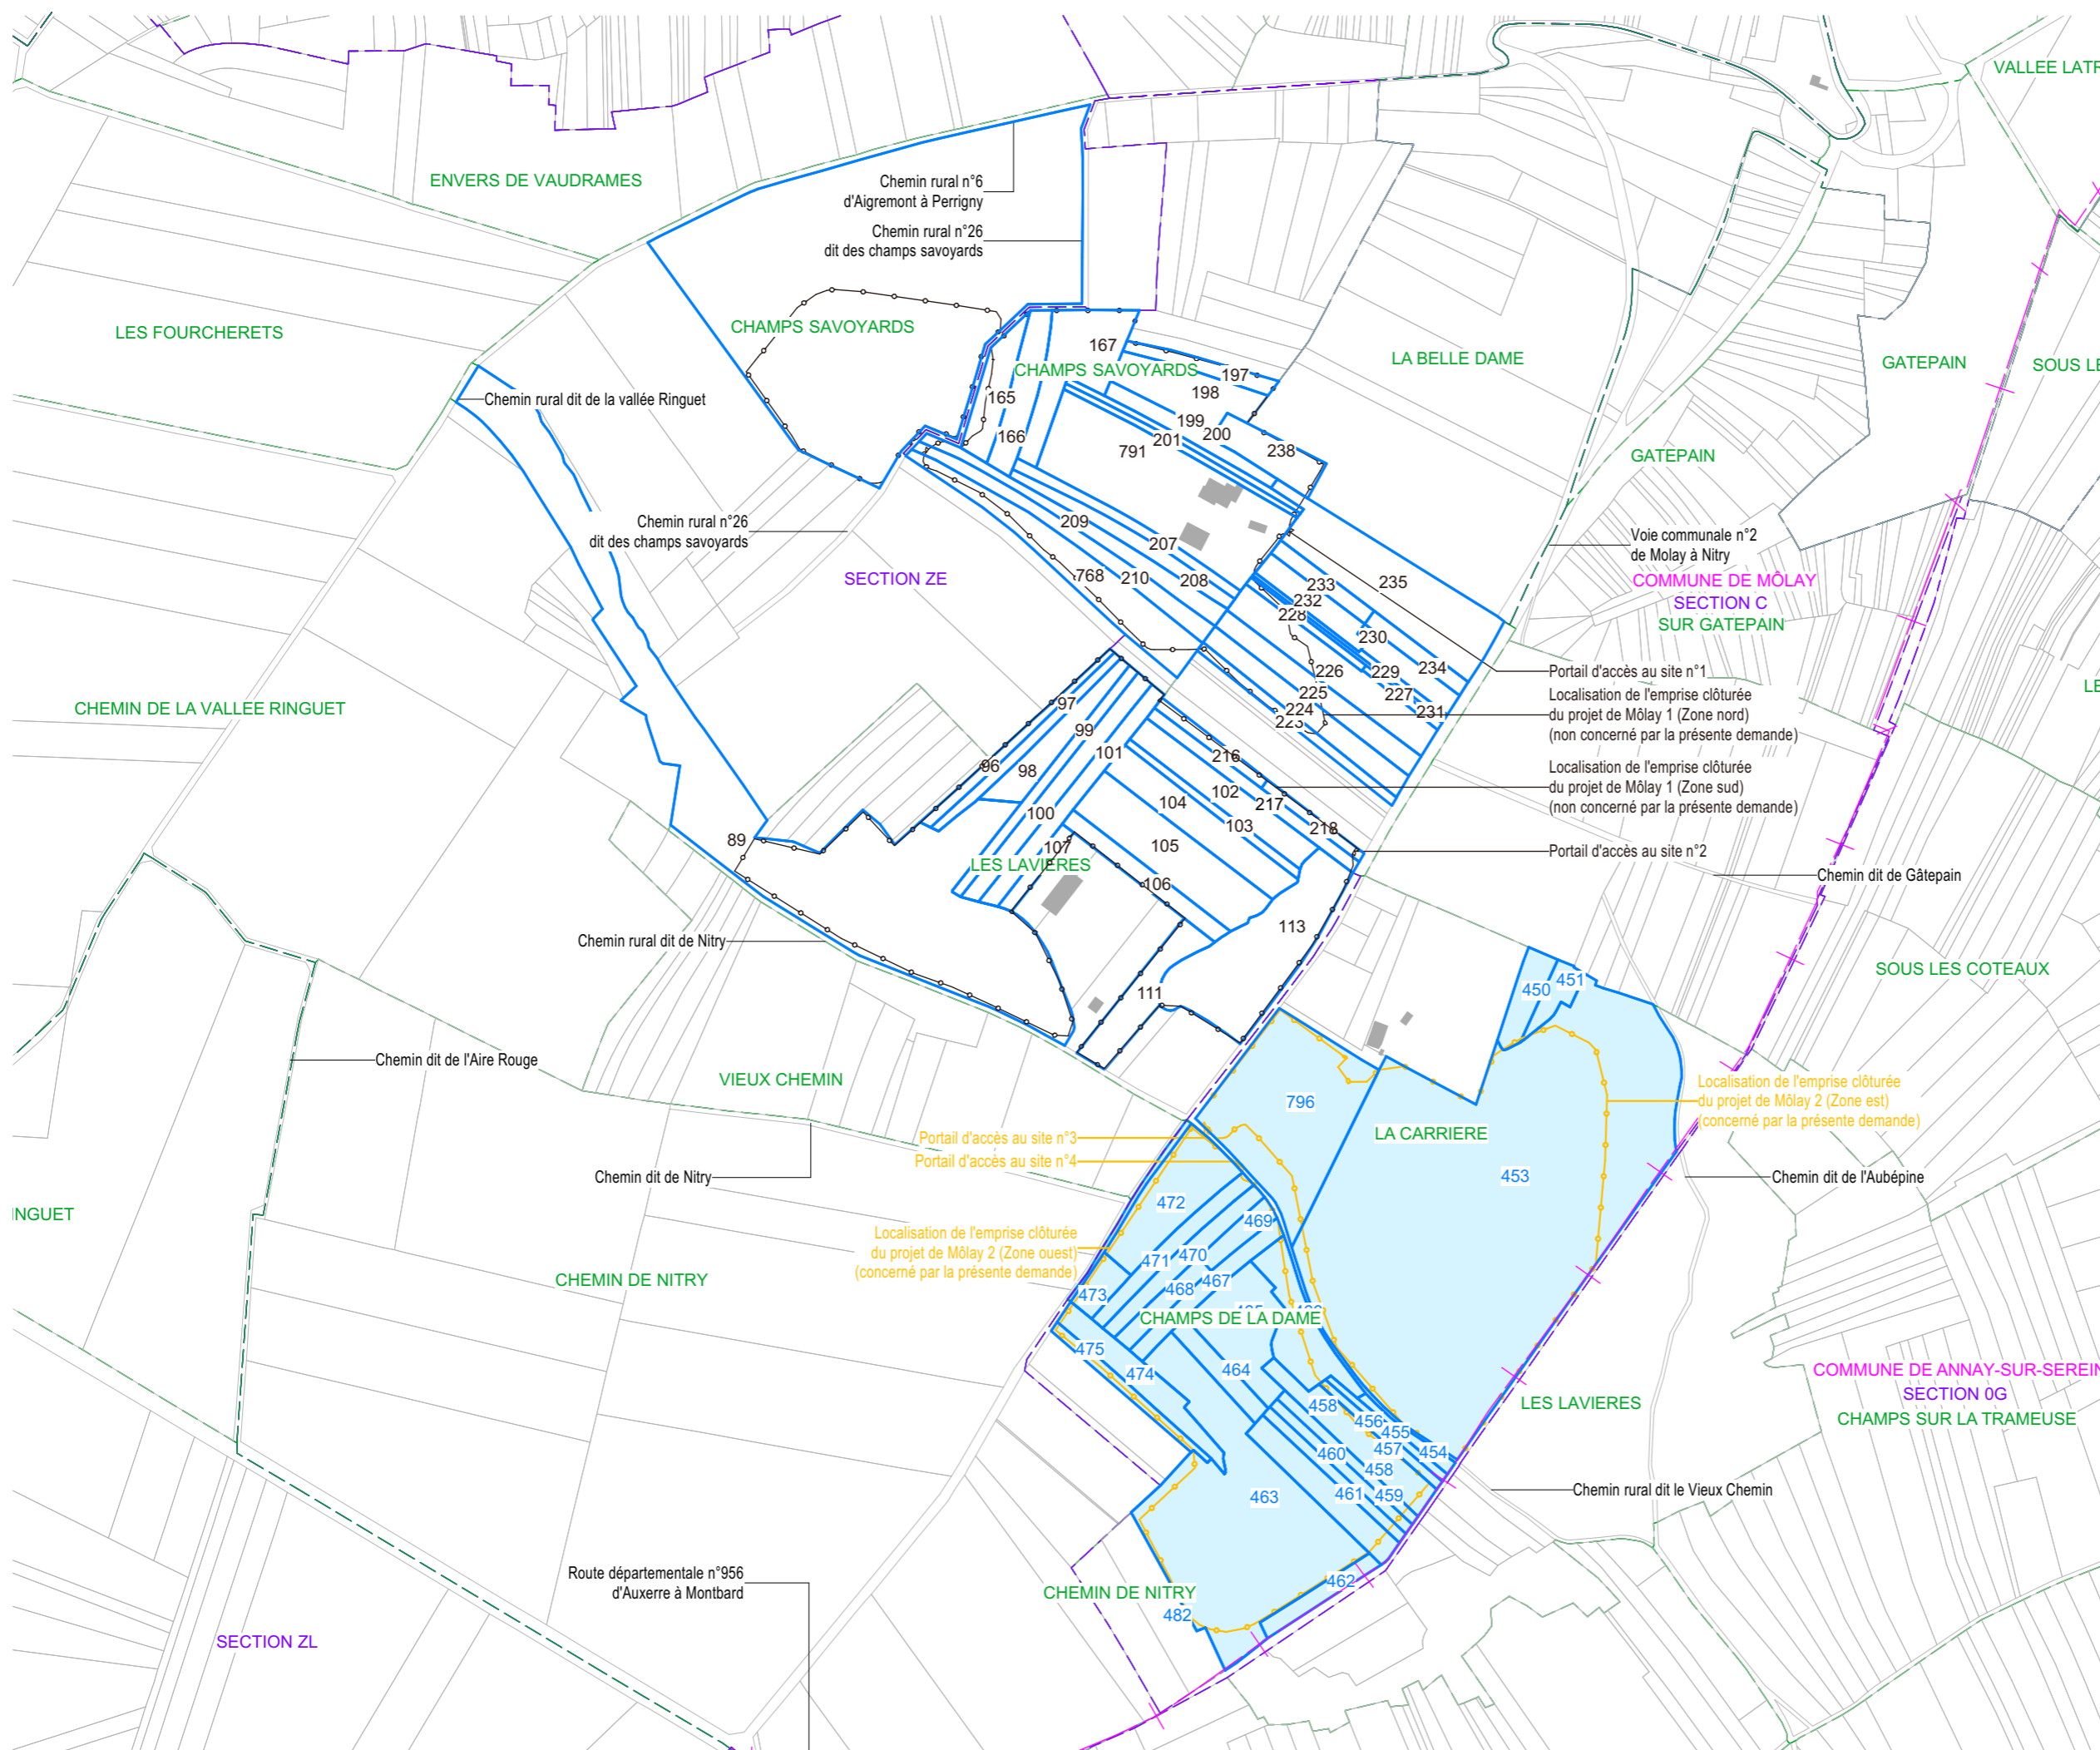 VALLEE LATR
ENVERS DE VAUDRAMES
Chemin rural n°6
d'Aigremont à Perrigny
Chemin rural n°26
dit des champs savoyards
LES FOURCHERETS
CHAMPS SAVOYARDS
167
CHAMPS SAVOYARDS
LA BELLE DAME
GATEPAIN
SOUS LE
197
198
165
Chemin rural dit de la vallée Ringuet
166
199
200
201
791
238
GATEPAIN
Chemin rural n°26
dit des champs savoyards
209
207
Voie communale n°2
de Molay à Nitry
SECTION ZE
768
210
208
233
235
COMMUNE DE MÔLAY
SECTION C
SUR GATEPAIN
232
228
230
226
229
234
Portail d'accès au site n°1
225
227
Localisation de l'emprise clôturée
du projet de Môlay 1 (Zone nord)
(non concerné par la présente demande)
224
223
231
LE
CHEMIN DE LA VALLEE RINGUET
97
99
101
216
96
98
102
217
Localisation de l'emprise clôturée
du projet de Môlay 1 (Zone sud)
(non concerné par la présente demande)
100
104
103
218
89
107
105
LES LAVIERES
106
Portail d'accès au site n°2
Chemin dit de Gâtepain
113
Chemin rural dit de Nitry
111
450
451
SOUS LES COTEAUX
Chemin dit de l'Aire Rouge
VIEUX CHEMIN
796
Localisation de l'emprise clôturée
du projet de Môlay 2 (Zone est)
(concerné par la présente demande)
LA CARRIERE
Portail d'accès au site n°3
Portail d'accès au site n°4
Chemin dit de Nitry
453
Chemin dit de l'Aubépine
INGUET
472
469
Localisation de l'emprise clôturée
du projet de Môlay 2 (Zone ouest)
(concerné par la présente demande)
471
470
CHEMIN DE NITRY
473
468
467
CHAMPS DE LA DAME
475
474
464
COMMUNE DE ANNAY-SUR-SEREIN
SECTION 0G
CHAMPS SUR LA TRAMEUSE
LES LAVIERES
458
456
455
460
457
454
458
463
461
459
Chemin rural dit le Vieux Chemin
Route départementale n°956
d'Auxerre à Montbard
CHEMIN DE NITRY
462
482
SECTION ZL